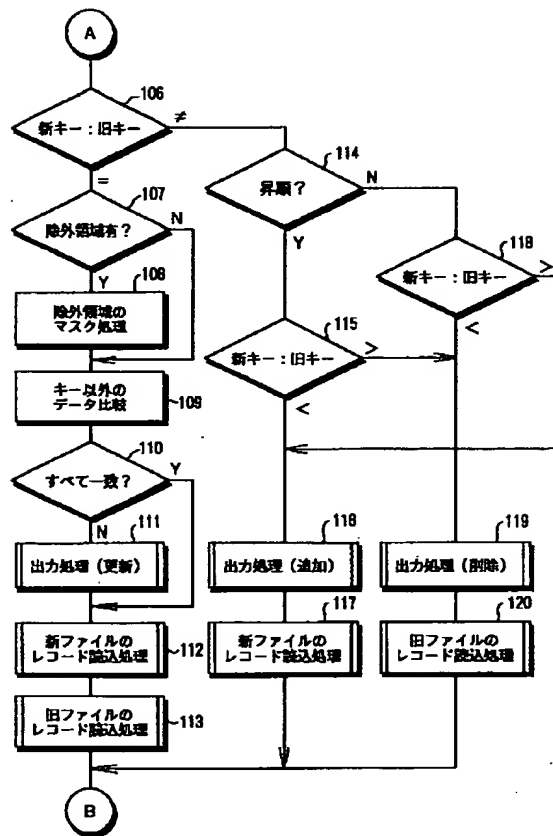 A
106
新キー：旧キー
≠
=
107
除外領域有？
N
Y
108
除外領域の
マスク処理
キー以外の
データ比較
109
110
すべて一致？
Y
N
111
出力処理（更新）
新ファイルの
レコード読込処理
112
旧ファイルの
レコード読込処理
113
B
114
昇順？
N
Y
115
新キー：旧キー
>
<
118
出力処理（追加）
117
新ファイルの
レコード読込処理
118
新キー：旧キー
>
<
119
出力処理（削除）
120
旧ファイルの
レコード読込処理